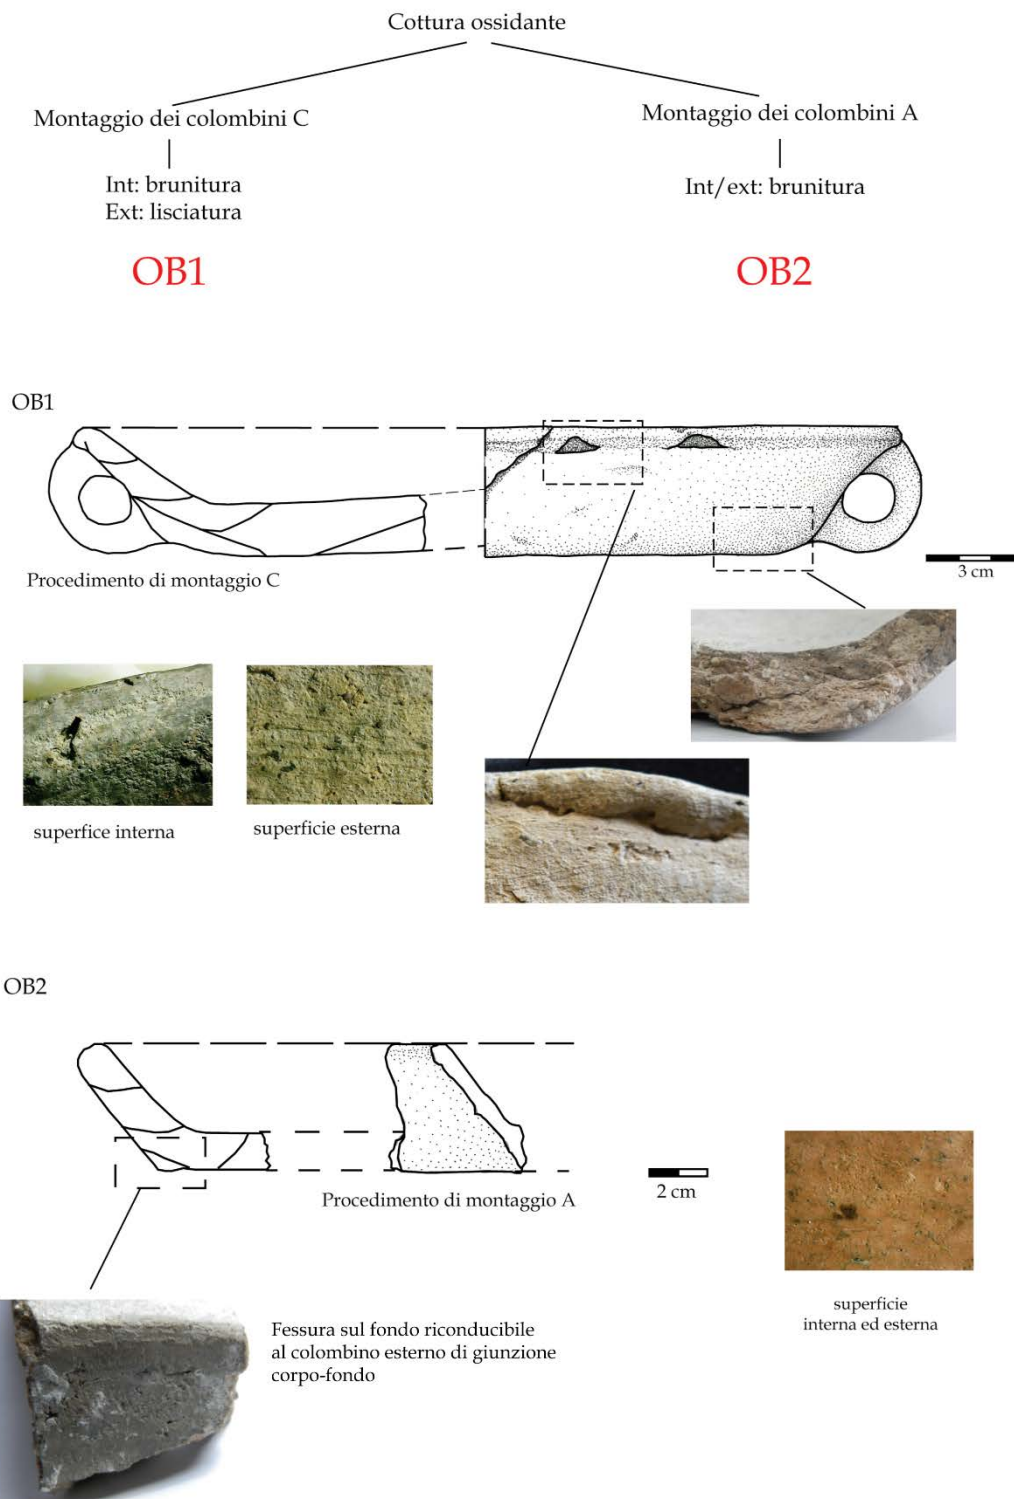 Cottura ossidante
Montaggio dei colombini C
Montaggio dei colombini A
Int: brunitura
Ext: lisciatura
Int/ext: brunitura
OB1
OB2
OB1
Procedimento di montaggio C
3 cm
superfice interna
superficie esterna
OB2
Procedimento di montaggio A
2 cm
superficie
interna ed esterna
Fessura sul fondo riconducibile
al colombino esterno di giunzione
corpo-fondo